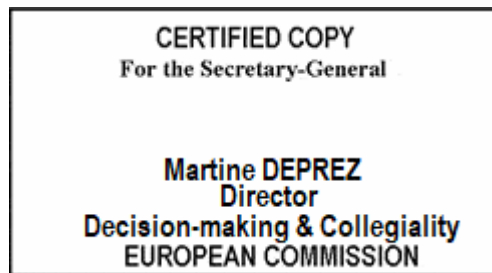 CERTIFIED COPY
For the Secretary-General
Martine DEPREZ
Director
Decision-making & Collegiality
EUROPEAN COMMISSION